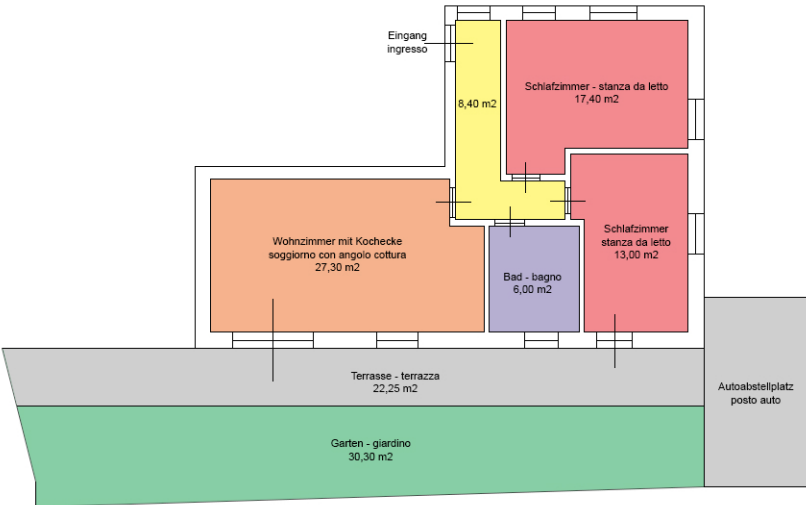 Eingang
ingresso
8,40 m2
Schlafzimmer - stanza da letto
17,40 m2
Wohnzimmer mit Kochecke
soggiorno con angolo cottura
27,30 m2
Schlafzimmer
stanza da letto
13,00 m2
Bad - bagno
6,00 m2
Terrasse - terrazza
22,25 m2
Autoabstellplatz
posto auto
Garten - giardino
30,30 m2